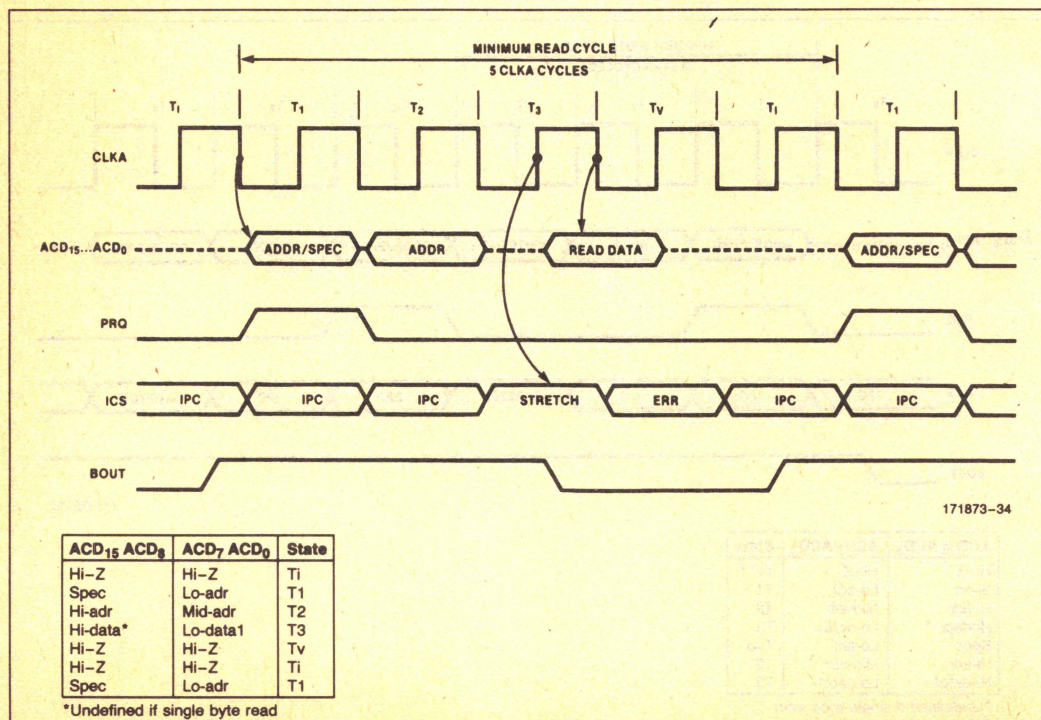 MINIMUM READ CYCLE
5 CLKA CYCLES
Ti T1 T2 T3 TV Ti T1
CLKA
ACD15...ACD0 ADDR/SPEC ADDR READ DATA ADDR/SPEC
PRQ
ICS IPC IPC IPC STRETCH ERR IPC IPC
BOUT
171873–34
ACD15 ACD8 ACD7 ACD0 State
Hi–Z Hi–Z Ti
Spec Lo-adr T1
Hi-adr Mid-adr T2
Hi-data* Lo-data1 T3
Hi–Z Hi–Z Tv
Hi–Z Hi–Z Ti
Spec Lo-adr T1
*Undefined if single byte read